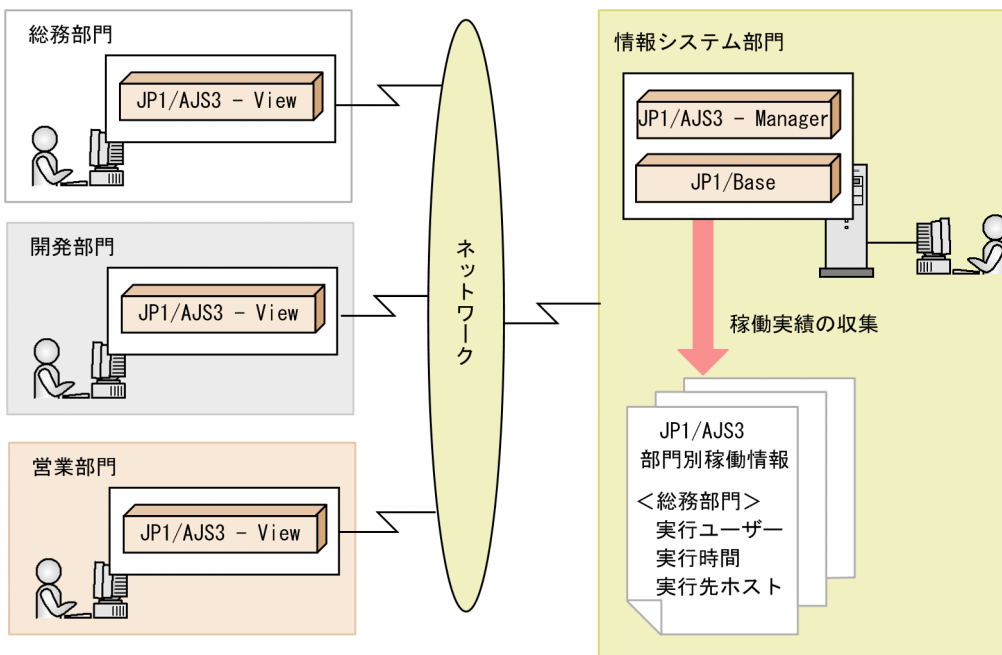 総務部門
JP1/AJS3 − View
開発部門
JP1/AJS3 − View
営業部門
JP1/AJS3 − View
ネットワーク
情報システム部門
JP1/AJS3 − Manager
JP1/Base
稼働実績の収集
JP1/AJS3
部門別稼働情報
＜総務部門＞
実行ユーザー
実行時間
実行先ホスト